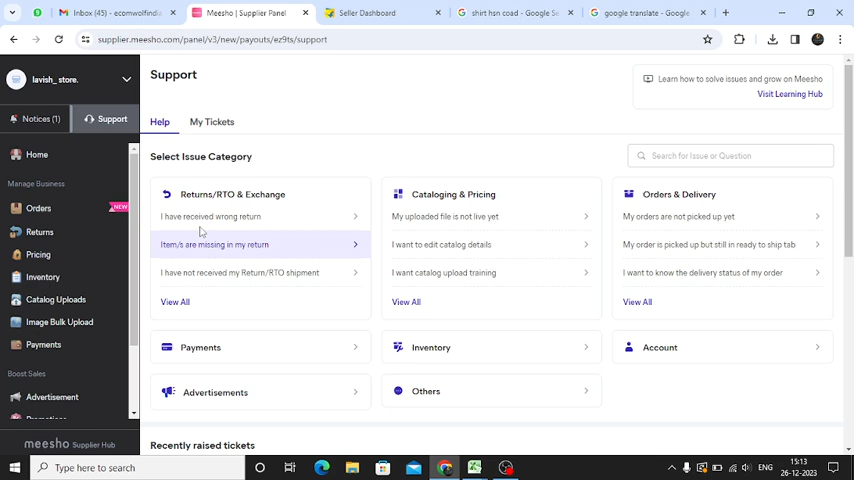 Inbox (45) - ecomwolfindia
Meesho | Supplier Panel
Seller Dashboard
shirt hsn coad - Google Se
google translate - Google
supplier.meesho.com/panel/v3/new/payouts/ez9ts/support
lavish_store.
Notices (1)
Support
Home
Manage Business
Orders
NEW
Returns
Pricing
Inventory
Catalog Uploads
Image Bulk Upload
Payments
Boost Sales
Advertisement
Promotions
meesho Supplier Hub
Support
Learn how to solve issues and grow on Meesho
Visit Learning Hub
Help
My Tickets
Select Issue Category
Search for Issue or Question
Returns/RTO & Exchange
I have received wrong return
Item/s are missing in my return
I have not received my Return/RTO shipment
View All
Cataloging & Pricing
My uploaded file is not live yet
I want to edit catalog details
I want catalog upload training
View All
Orders & Delivery
My orders are not picked up yet
My order is picked up but still in ready to ship tab
I want to know the delivery status of my order
View All
Payments
Inventory
Account
Advertisements
Others
Recently raised tickets
Type here to search
ENG
15:13
26-12-2023